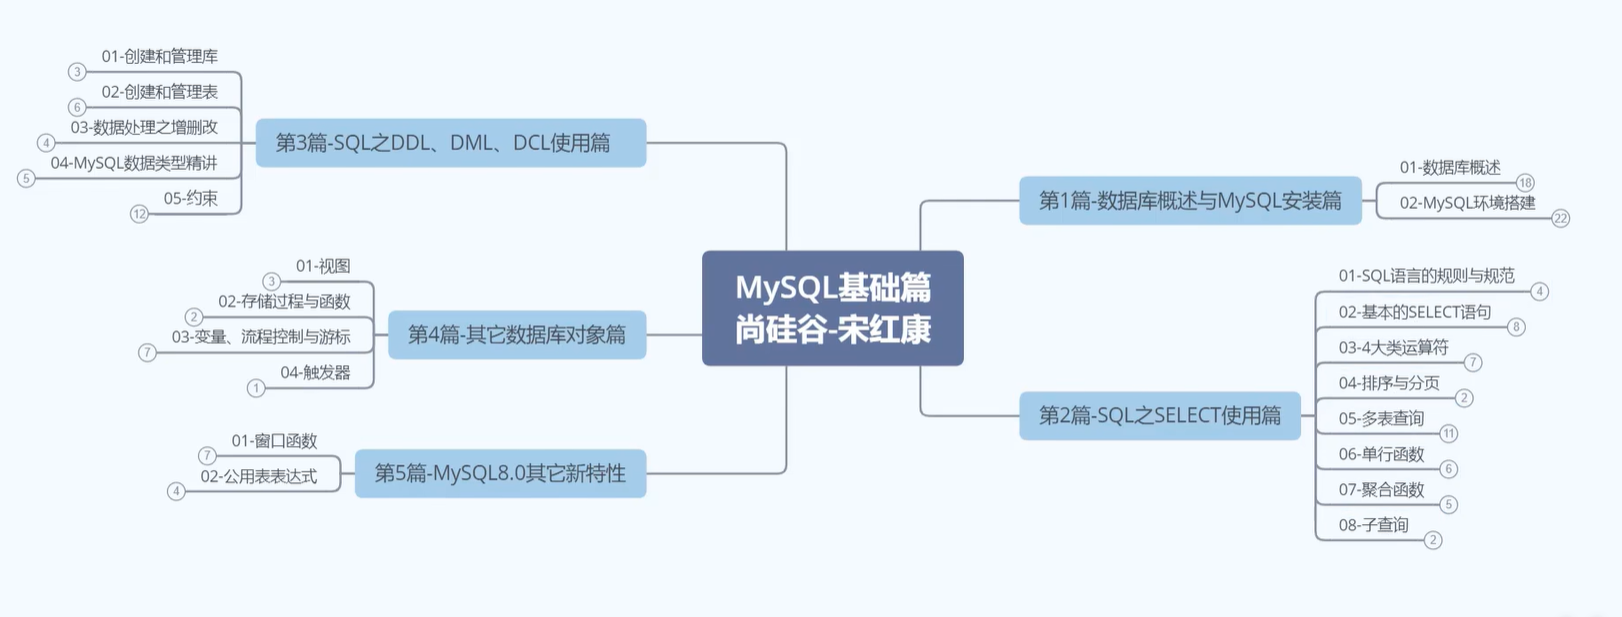 MySQL基础篇
尚硅谷-宋红康
第1篇-数据库概述与MySQL安装篇
01-数据库概述
18
02-MySQL环境搭建
22
第2篇-SQL之SELECT使用篇
01-SQL语言的规则与规范
4
02-基本的SELECT语句
8
03-4大类运算符
7
04-排序与分页
2
05-多表查询
11
06-单行函数
6
07-聚合函数
5
08-子查询
2
第3篇-SQL之DDL、DML、DCL使用篇
01-创建和管理库
3
02-创建和管理表
6
03-数据处理之增删改
4
04-MySQL数据类型精讲
5
05-约束
12
第4篇-其它数据库对象篇
01-视图
3
02-存储过程与函数
2
03-变量、流程控制与游标
7
04-触发器
1
第5篇-MySQL8.0其它新特性
01-窗口函数
7
02-公用表表达式
4